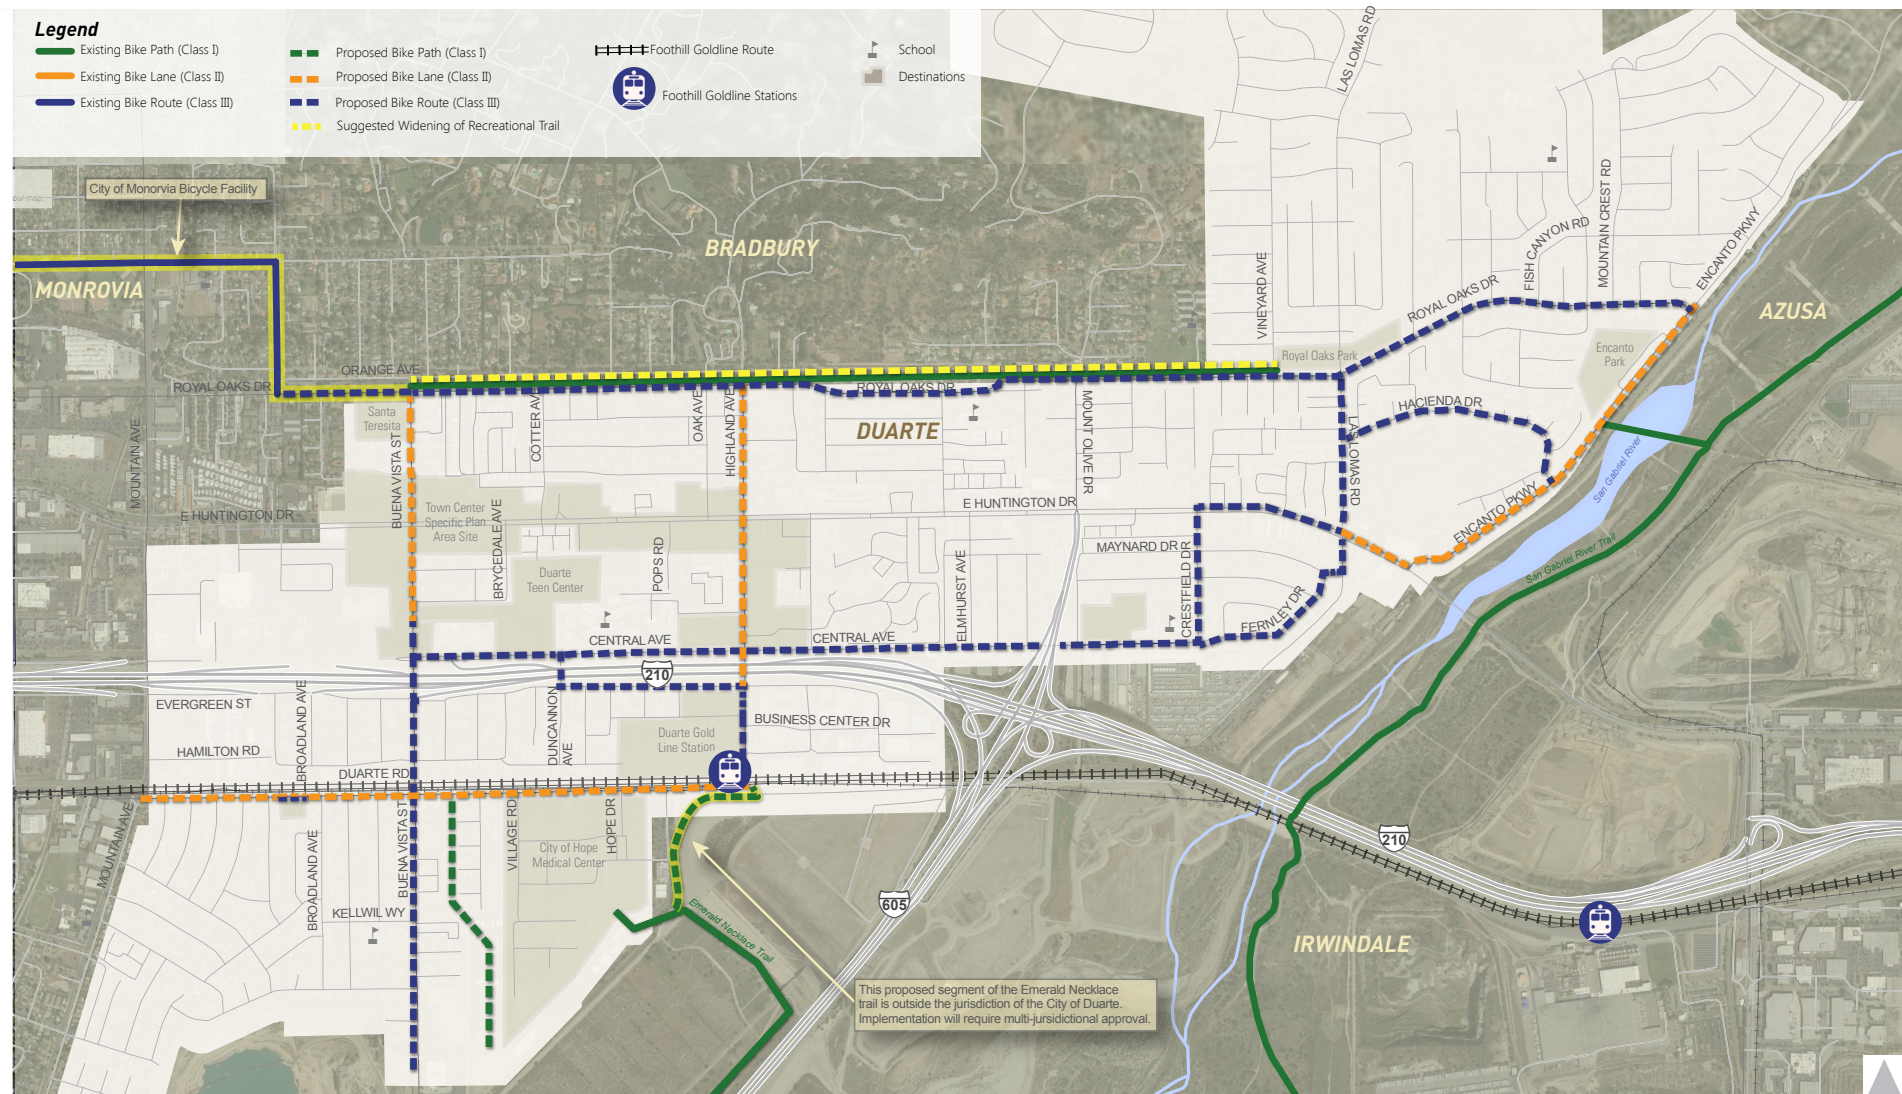 Legend
Existing Bike Path (Class I)
Existing Bike Lane (Class II)
Existing Bike Route (Class III)
Proposed Bike Path (Class I)
Proposed Bike Lane (Class II)
Proposed Bike Route (Class III)
Suggested Widening of Recreational Trail
Foothill Goldline Route
Foothill Goldline Stations
School
Destinations
LAS LOMAS RD
City of Monorvia Bicycle Facility
MONROVIA
BRADBURY
VINEYARD AVE
FISH CANYON RD
MOUNTAIN CREST RD
ENCANTO PKWY
ROYAL OAKS DR
AZUSA
ORANGE AVE
ROYAL OAKS DR
Royal Oaks Park
Encanto
Park
ROYAL OAKS DR
Santa
Teresita
MOUNTAIN AVE
BUENA VISTA ST
COTTER AVE
OAK AVE
HIGHLAND AVE
DUARTE
MOUNT OLIVE DR
LAS LOMAS RD
HACIENDA DR
San Gabriel River
E HUNTINGTON DR
Town Center
Specific Plan
Area Site
E HUNTINGTON DR
ENCANTO PKWY
BRYCEDALE AVE
Duarte
Teen Center
POPS RD
ELMHURST AVE
MAYNARD DR
CRESTFIELD DR
FERNLEY DR
San Gabriel River Trail
CENTRAL AVE
CENTRAL AVE
210
EVERGREEN ST
BROADLAND AVE
DUNCANNON
AVE
Duarte Gold
Line Station
BUSINESS CENTER DR
HAMILTON RD
DUARTE RD
MOUNTAIN AVE
BROADLAND AVE
BUENA VISTA ST
VILLAGE RD
HOPE DR
City of Hope
Medical Center
KELLWIL WY
Emerald Necklace Trail
605
210
IRWINDALE
This proposed segment of the Emerald Necklace
trail is outside the jurisdiction of the City of Duarte.
Implementation will require multi-jursidictional approval.